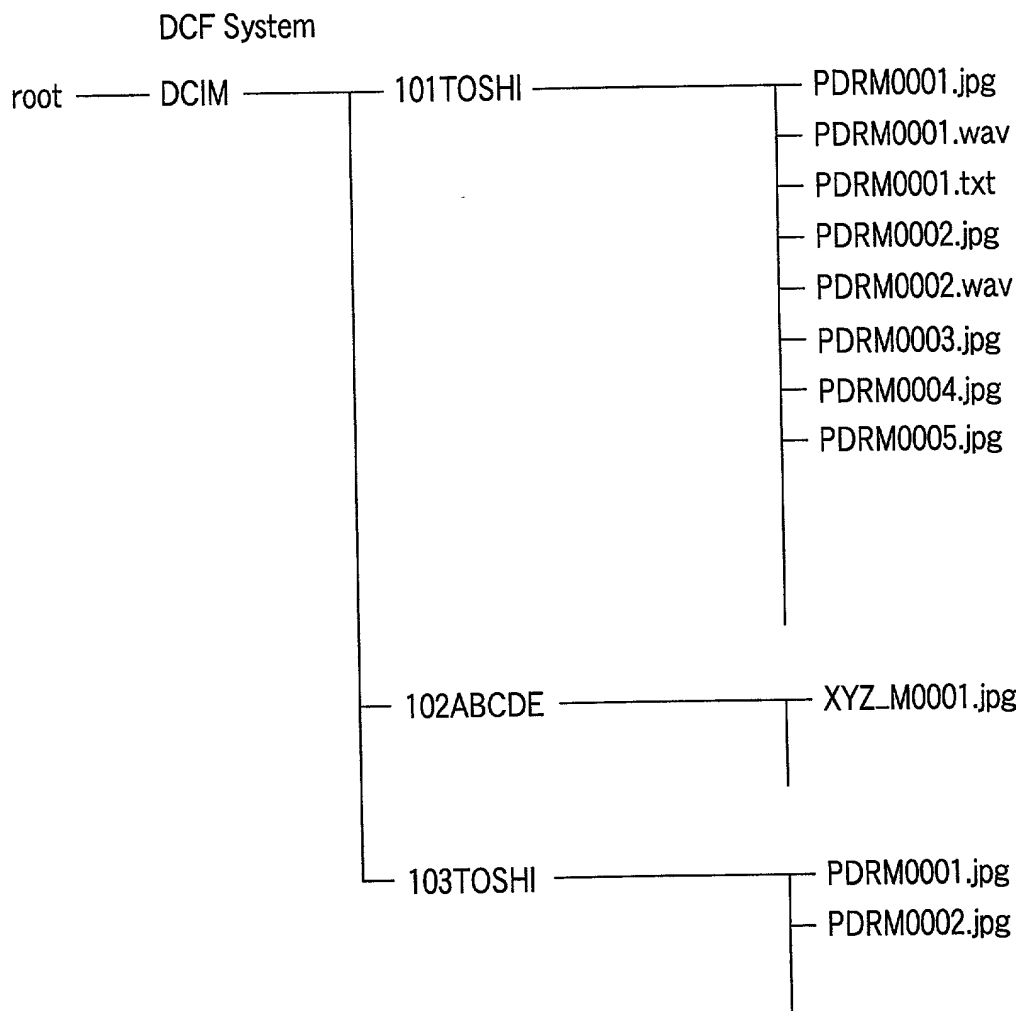 DCF System
root DCIM 101TOSHI PDRM0001.jpg
PDRM0001.wav
PDRM0001.txt
PDRM0002.jpg
PDRM0002.wav
PDRM0003.jpg
PDRM0004.jpg
PDRM0005.jpg
102ABCDE XYZ_M0001.jpg
103TOSHI PDRM0001.jpg
PDRM0002.jpg